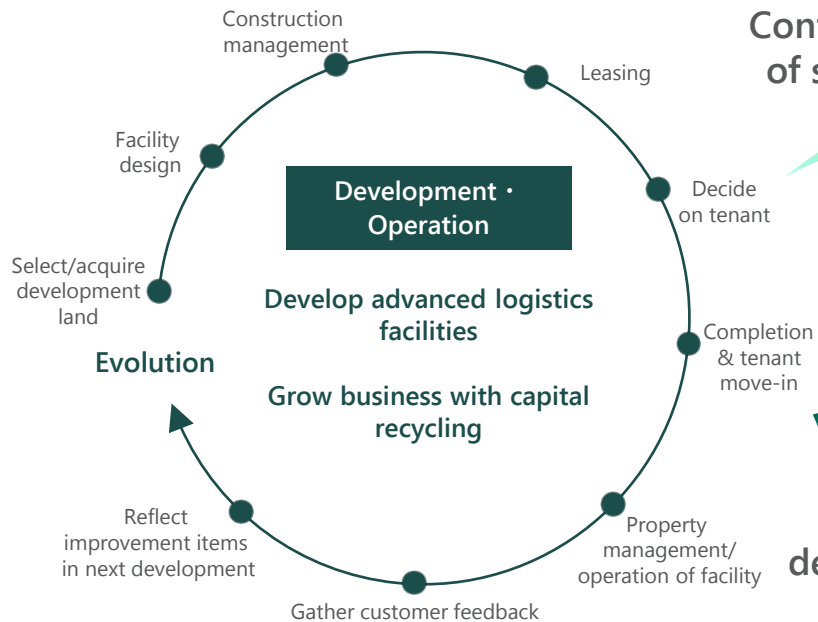 Construction
management
Leasing
Facility
design
Decide
on tenant
Development・
Operation
Select/acquire
development
land
Develop advanced logistics
facilities
Completion
& tenant
move-in
Evolution
Grow business with capital
recycling
Reflect
improvement items
in next development
Property
management/
operation of facility
Gather customer feedback
of